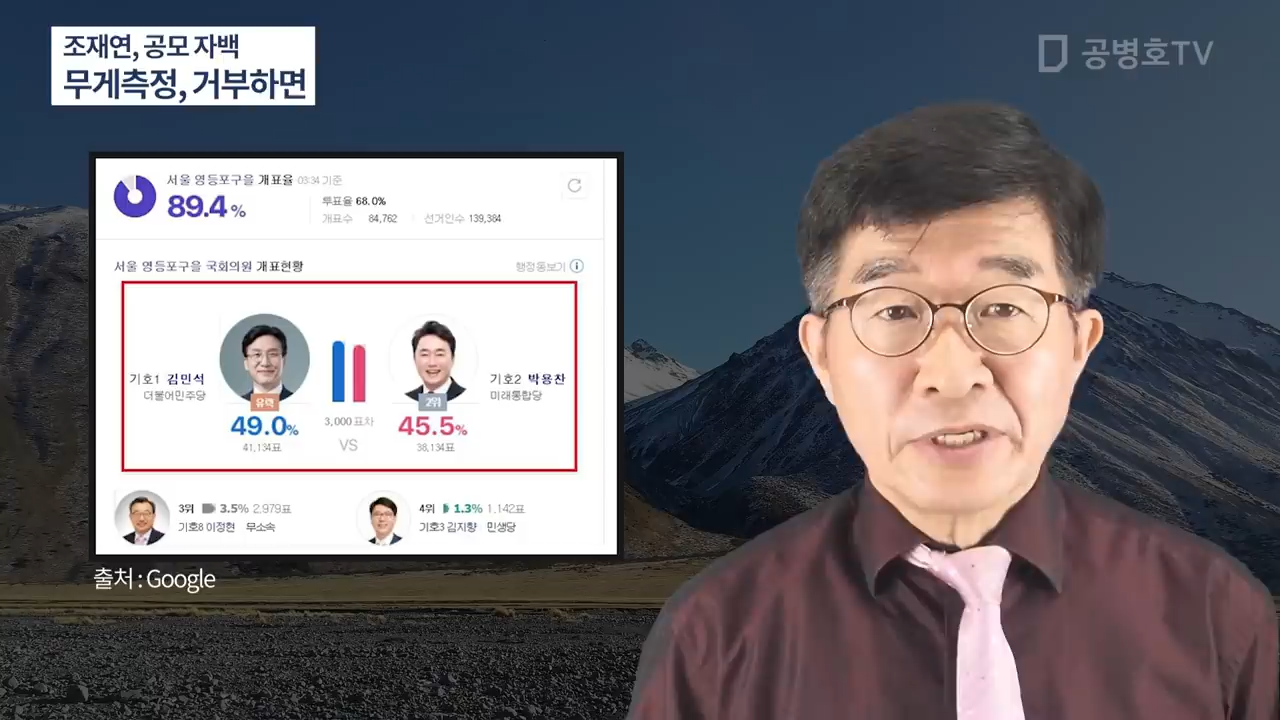 조재연, 공모 자백
무게측정, 거부하면
공병호TV
서울 영등포구을 개표율 03:34 기준
89.4%
투표율 68.0%
개표수 84,762 선거인수 139,384
서울 영등포구을 국회의원 개표현황
행정동보기
기호1 김민석
더불어민주당
유력
49.0%
41,134표
3,000 표차
VS
2위
45.5%
38,134표
기호2 박용찬
미래통합당
3위 3.5% 2,979표
기호8 이정현 무소속
4위 1.3% 1,142표
기호3 김지향 민생당
출처 : Google